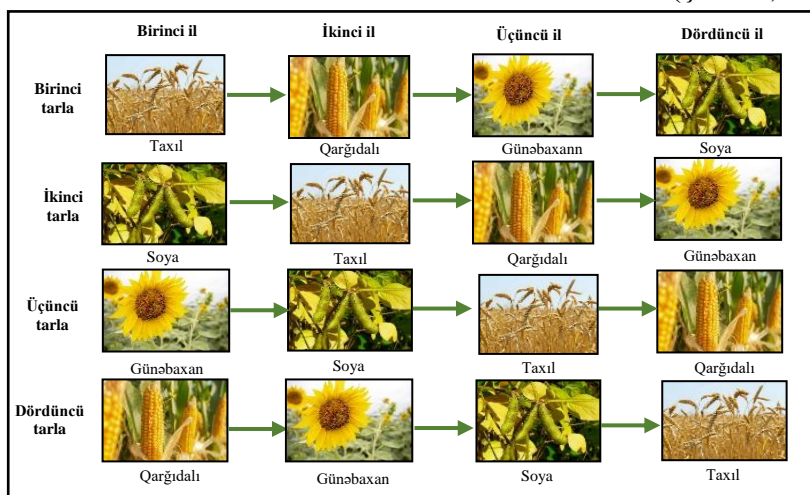 Birinci il İkinci il Üçüncü il Dördüncü il
Birinci
tarla
Taxıl Qarğıdalı Günəbaxann Soya
İkinci
tarla
Soya Taxıl Qarğıdalı Günəbaxan
Üçüncü
tarla
Günəbaxan Soya Taxıl Qarğıdalı
Dördüncü
tarla
Qarğıdalı Günəbaxan Soya Taxıl